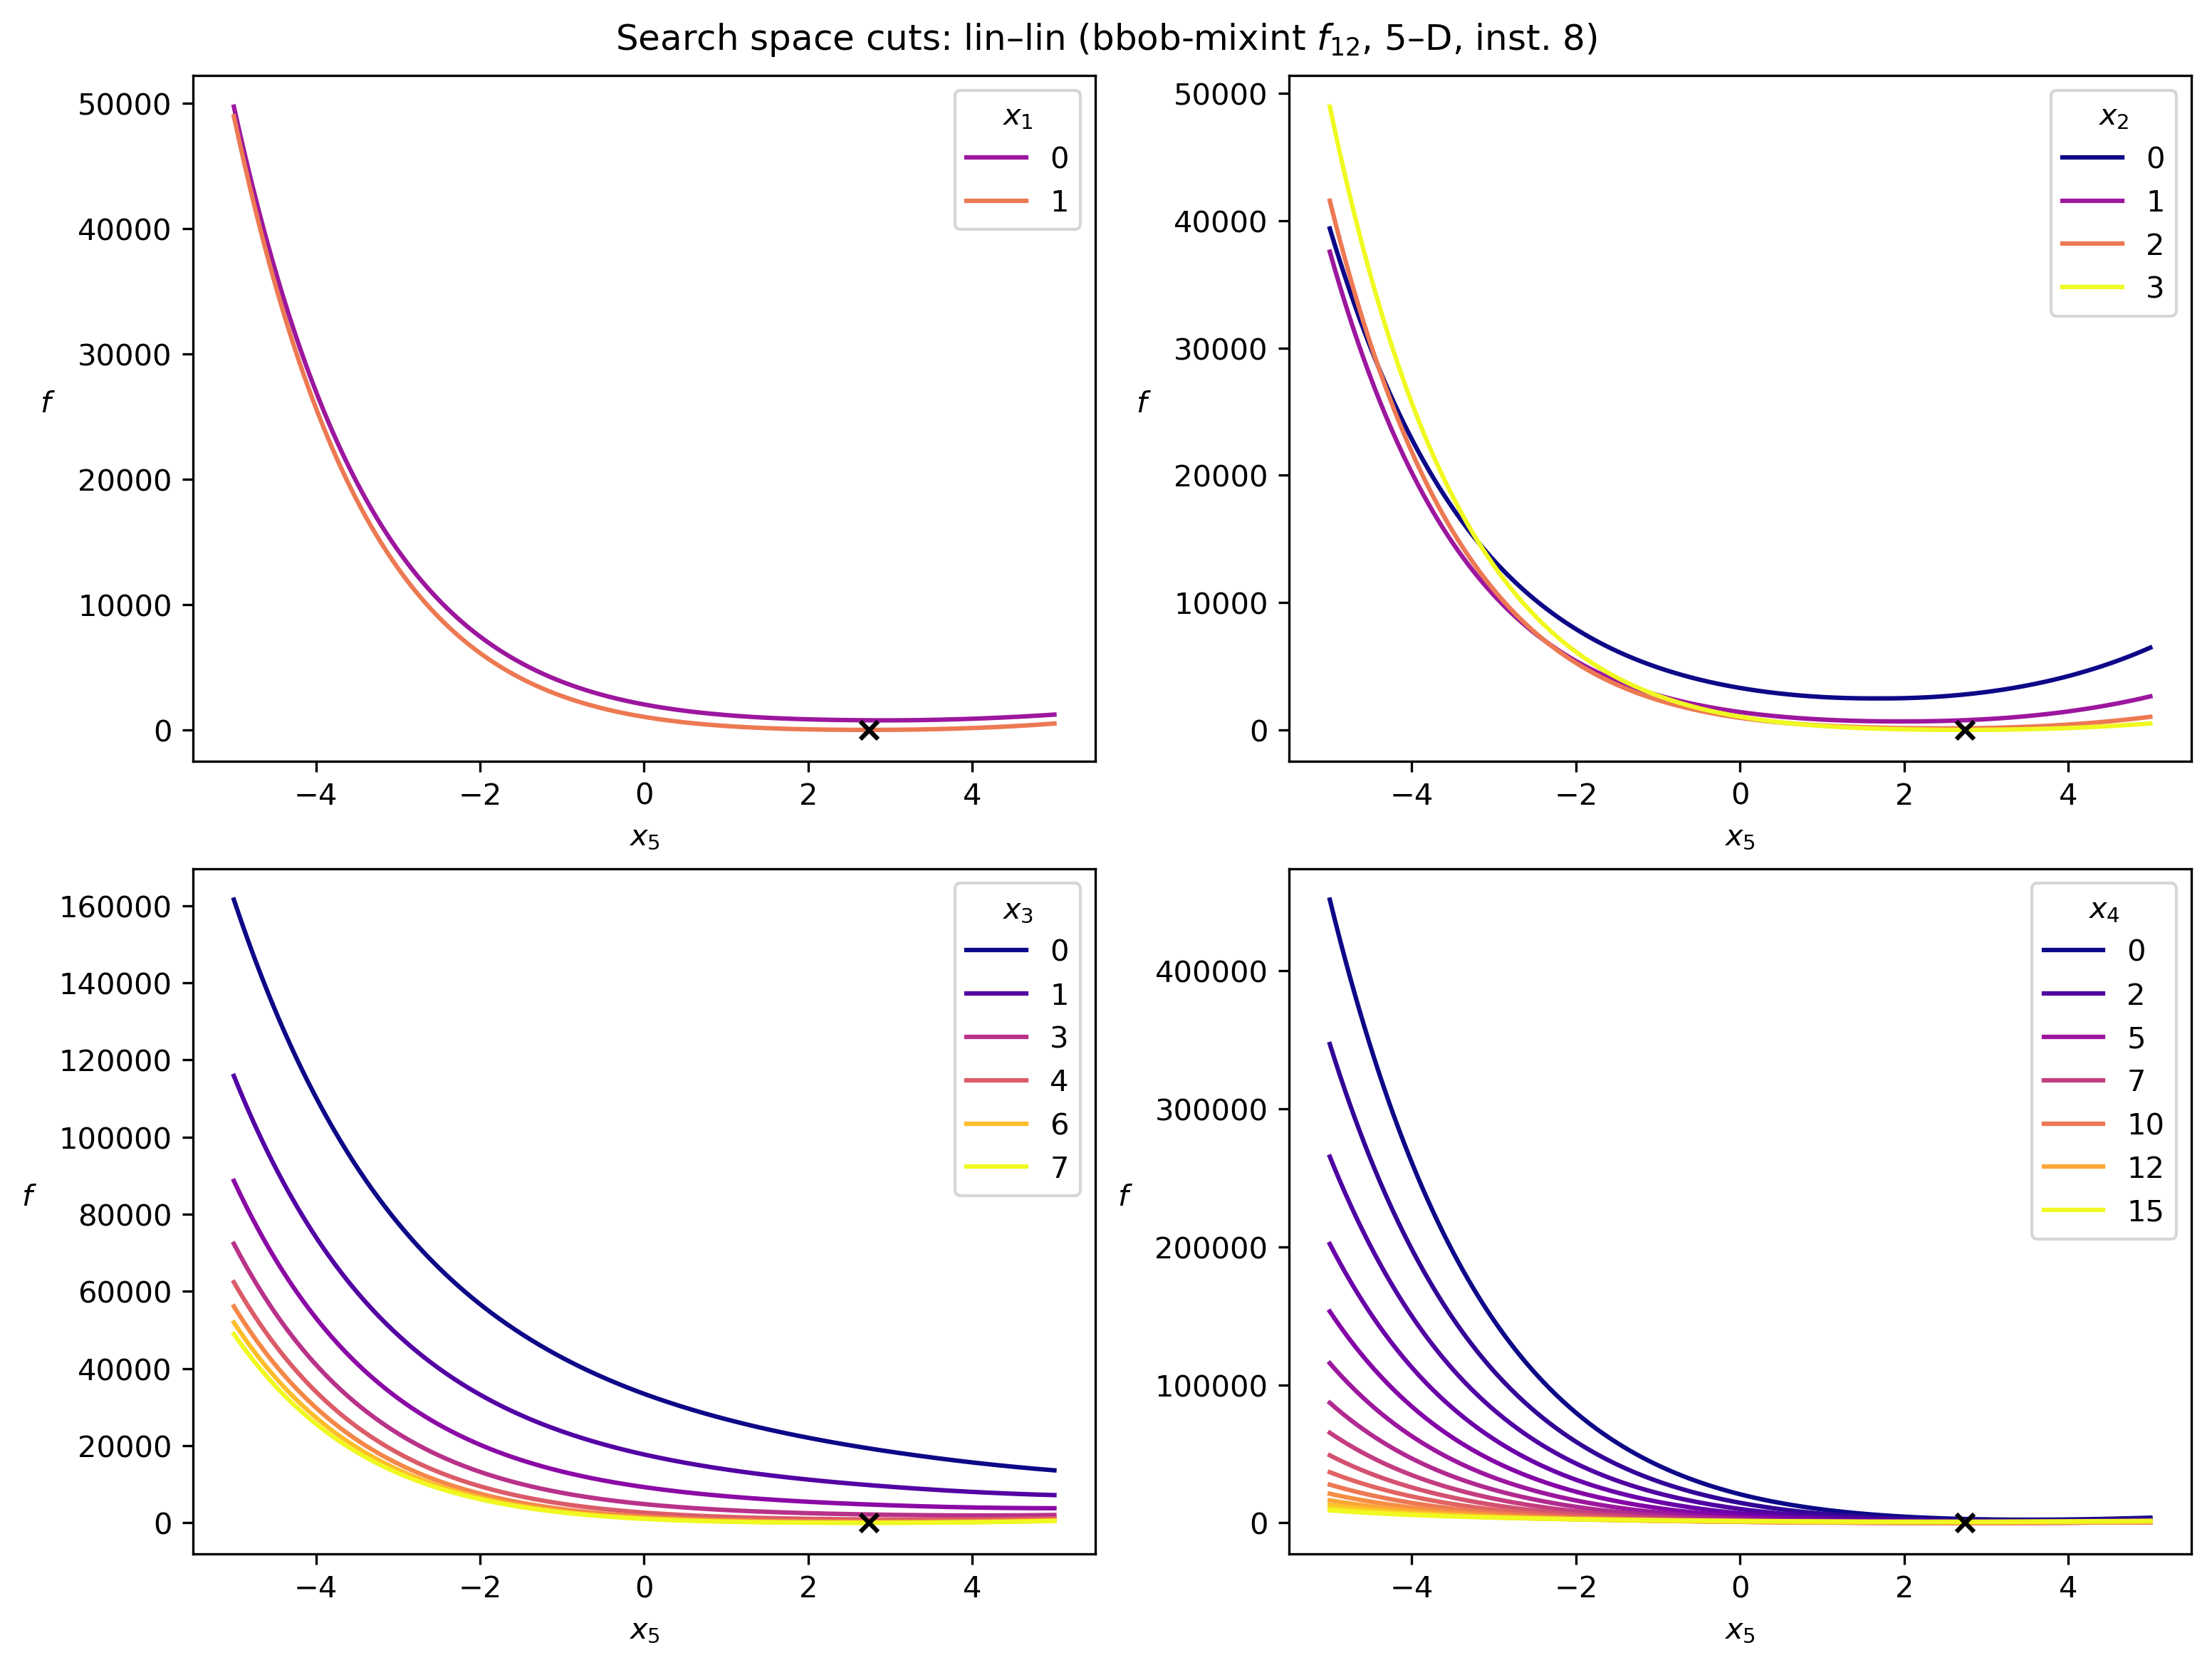 Search space cuts: lin–lin (bbob-mixint f₁₂, 5–D, inst. 8)
50000
40000
30000
20000
10000
0
f
−4 −2 0 2 4
x₅
x₁
0
1
50000
40000
30000
20000
10000
0
f
−4 −2 0 2 4
x₅
x₂
0
1
2
3
160000
140000
120000
100000
80000
60000
40000
20000
0
f
−4 −2 0 2 4
x₅
x₃
0
1
3
4
6
7
400000
300000
200000
100000
0
f
−4 −2 0 2 4
x₅
x₄
0
2
5
7
10
12
15